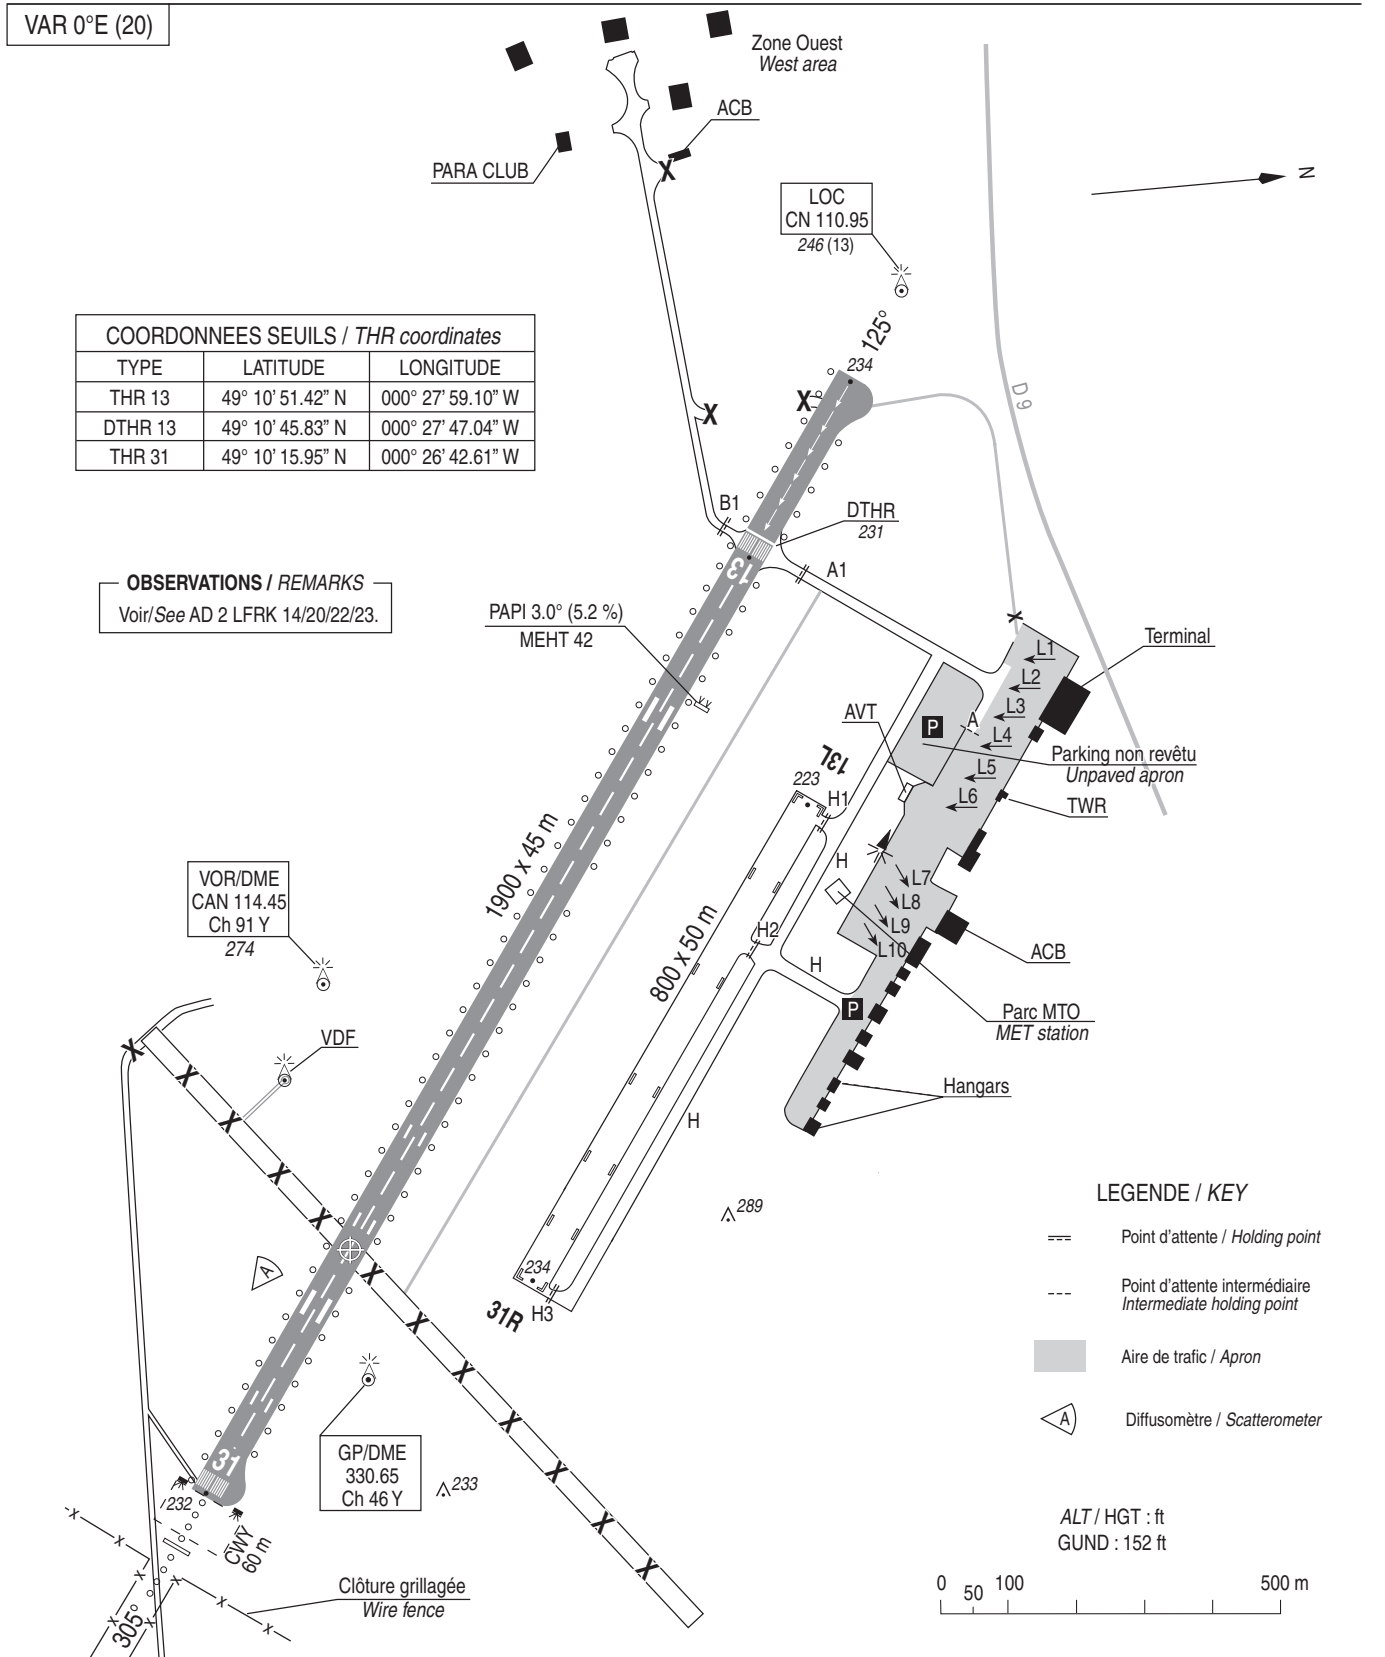 VAR 0°E (20)
Zone Ouest
West area
ACB
PARA CLUB
N
LOC
CN 110.95
246 (13)
125°
234
D 9
COORDONNEES SEUILS / THR coordinates
TYPE LATITUDE LONGITUDE
THR 13 49° 10’ 51.42” N 000° 27’ 59.10” W
DTHR 13 49° 10’ 45.83” N 000° 27’ 47.04” W
THR 31 49° 10’ 15.95” N 000° 26’ 42.61” W
B1
DTHR
231
A1
13
OBSERVATIONS / REMARKS
Voir/See AD 2 LFRK 14/20/22/23.
PAPI 3.0° (5.2 %)
MEHT 42
Terminal
L1
L2
L3
L4
L5
L6
A
P
AVT
Parking non revêtu
Unpaved apron
TWR
13L
223
H1
H
L7
L8
L9
L10
1900 x 45 m
800 x 50 m
H2
H
ACB
P
Parc MTO
MET station
VOR/DME
CAN 114.45
Ch 91 Y
274
VDF
Hangars
H
289
A
234
31R
H3
LEGENDE / KEY
Point d’attente / Holding point
Point d’attente intermédiaire
Intermediate holding point
Aire de trafic / Apron
A
Diffusomètre / Scatterometer
31
GP/DME
330.65
Ch 46 Y
233
232
CWY
60 m
305°
Clôture grillagée
Wire fence
ALT / HGT : ft
GUND : 152 ft
0 50 100 500 m